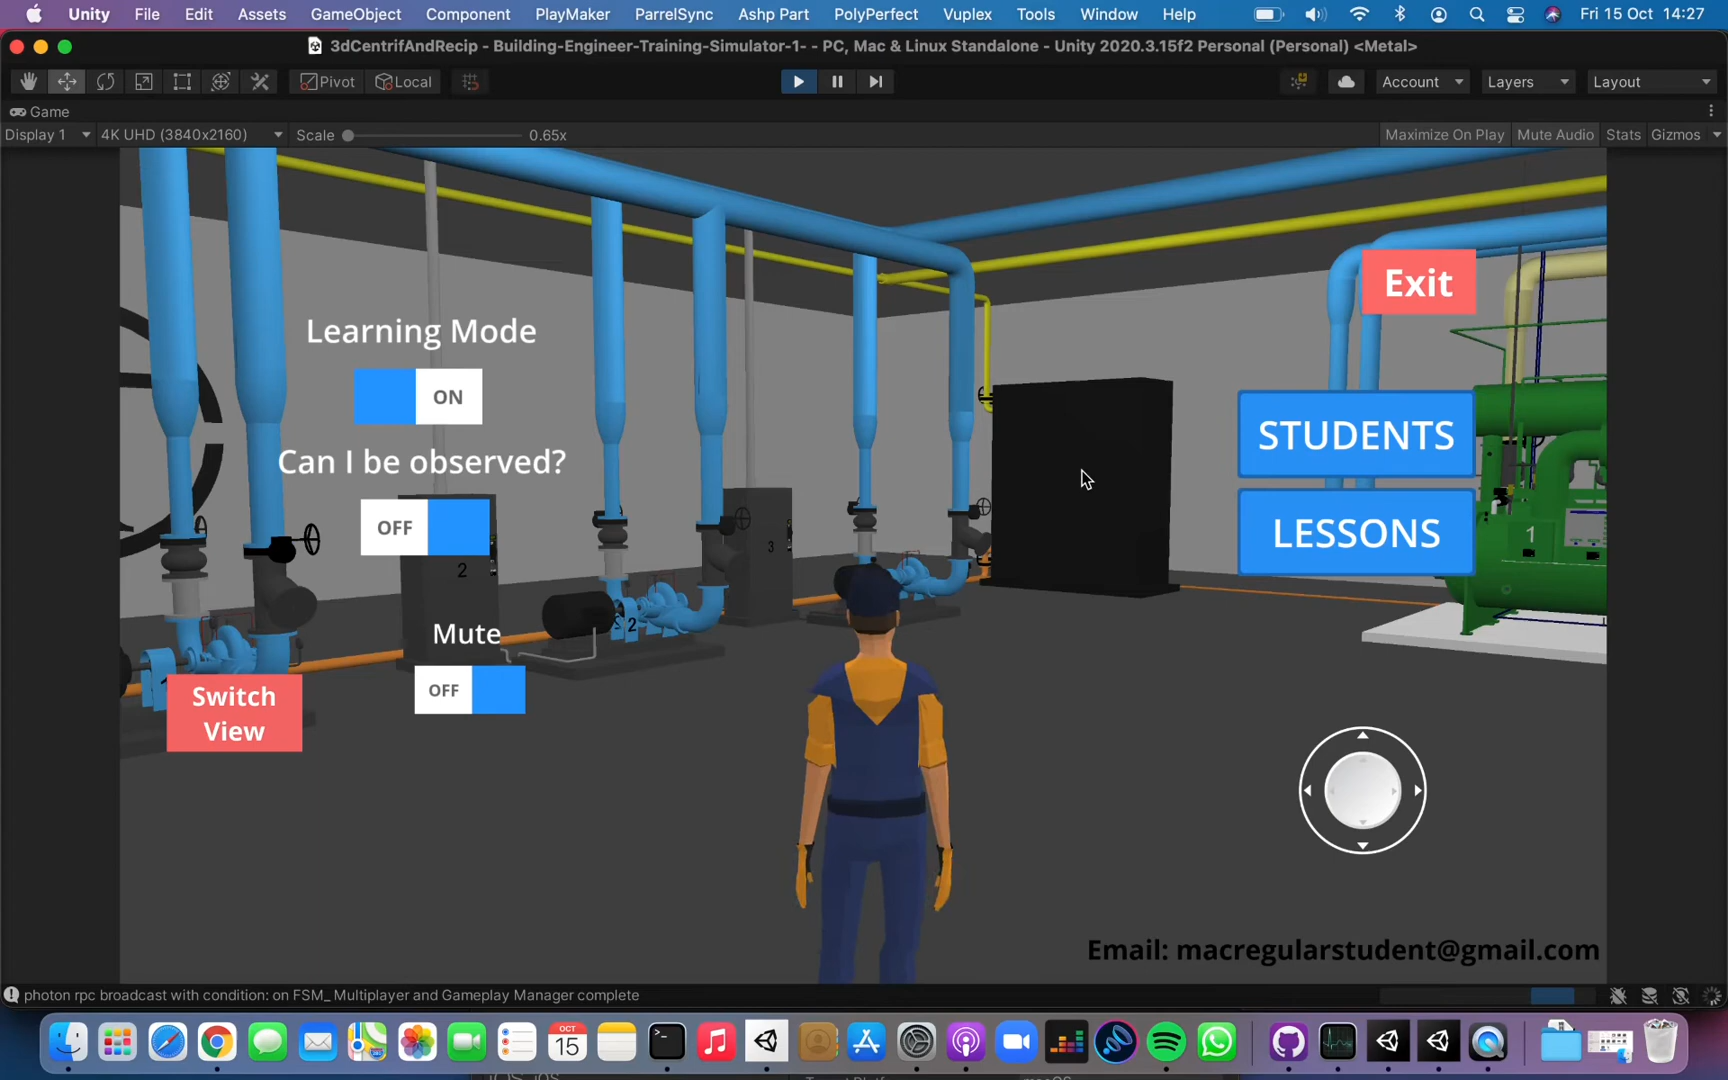 Unity File Edit Assets GameObject Component PlayMaker ParrelSync Ashp Part PolyPerfect Vuplex Tools Window Help Fri 15 Oct 14:27
3dCentrifAndRecip - Building-Engineer-Training-Simulator-1- - PC, Mac & Linux Standalone - Unity 2020.3.15f2 Personal (Personal) <Metal>
Pivot Local Account Layers Layout
Game
Display 1 4K UHD (3840x2160) Scale 0.65x Maximize On Play Mute Audio Stats Gizmos
Exit
Learning Mode
ON
STUDENTS
Can I be observed?
OFF
LESSONS
1
3
2
2
Mute
OFF
Switch
View
Email: macregularstudent@gmail.com
photon rpc broadcast with condition: on FSM_ Multiplayer and Gameplay Manager complete
OCT
15